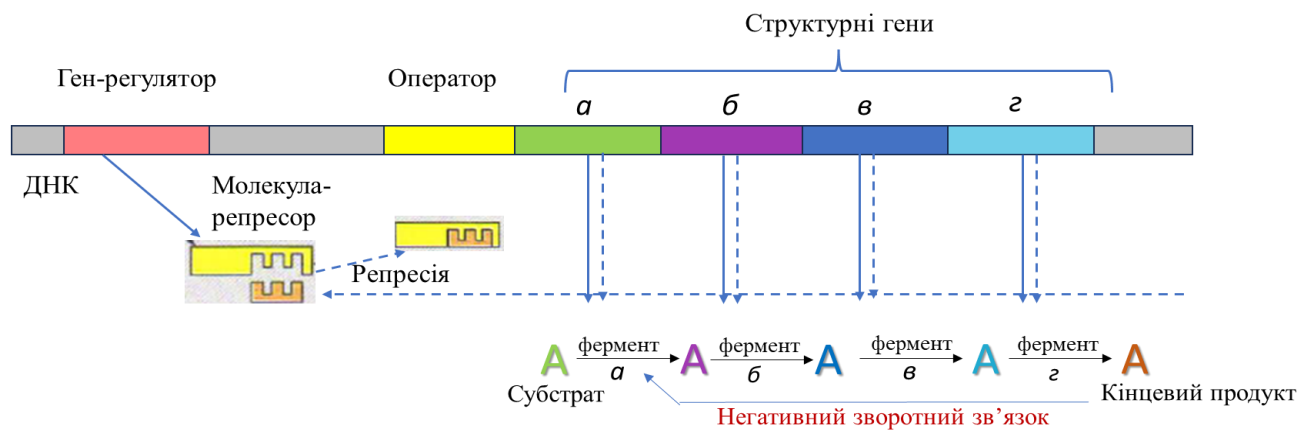 Структурні гени
Ген-регулятор
Оператор
а
б
в
г
ДНК
Молекула-
репресор
Репресія
А
фермент
а
А
фермент
б
А
фермент
в
А
фермент
г
А
Субстрат
Кінцевий продукт
Негативний зворотний зв’язок